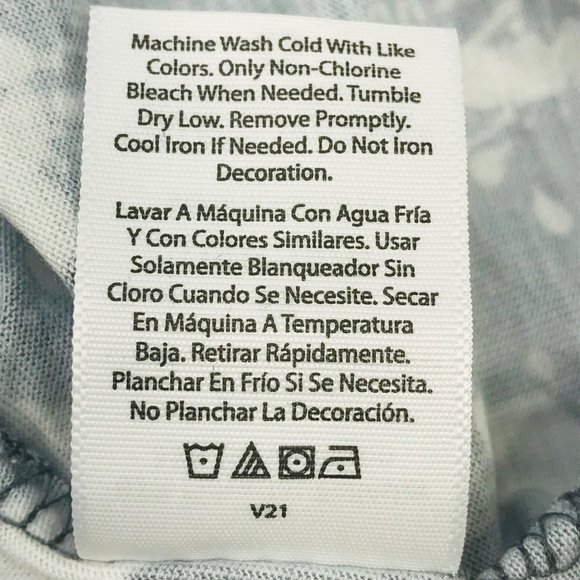 Machine Wash Cold With Like
Colors. Only Non-Chlorine
Bleach When Needed. Tumble
Dry Low. Remove Promptly.
Cool Iron If Needed. Do Not Iron
Decoration.
Lavar A Máquina Con Agua Fría
Y Con Colores Similares. Usar
Solamente Blanqueador Sin
Cloro Cuando Se Necesite. Secar
En Máquina A Temperatura
Baja. Retirar Rápidamente.
Planchar En Frío Si Se Necesita.
No Planchar La Decoración.
V21